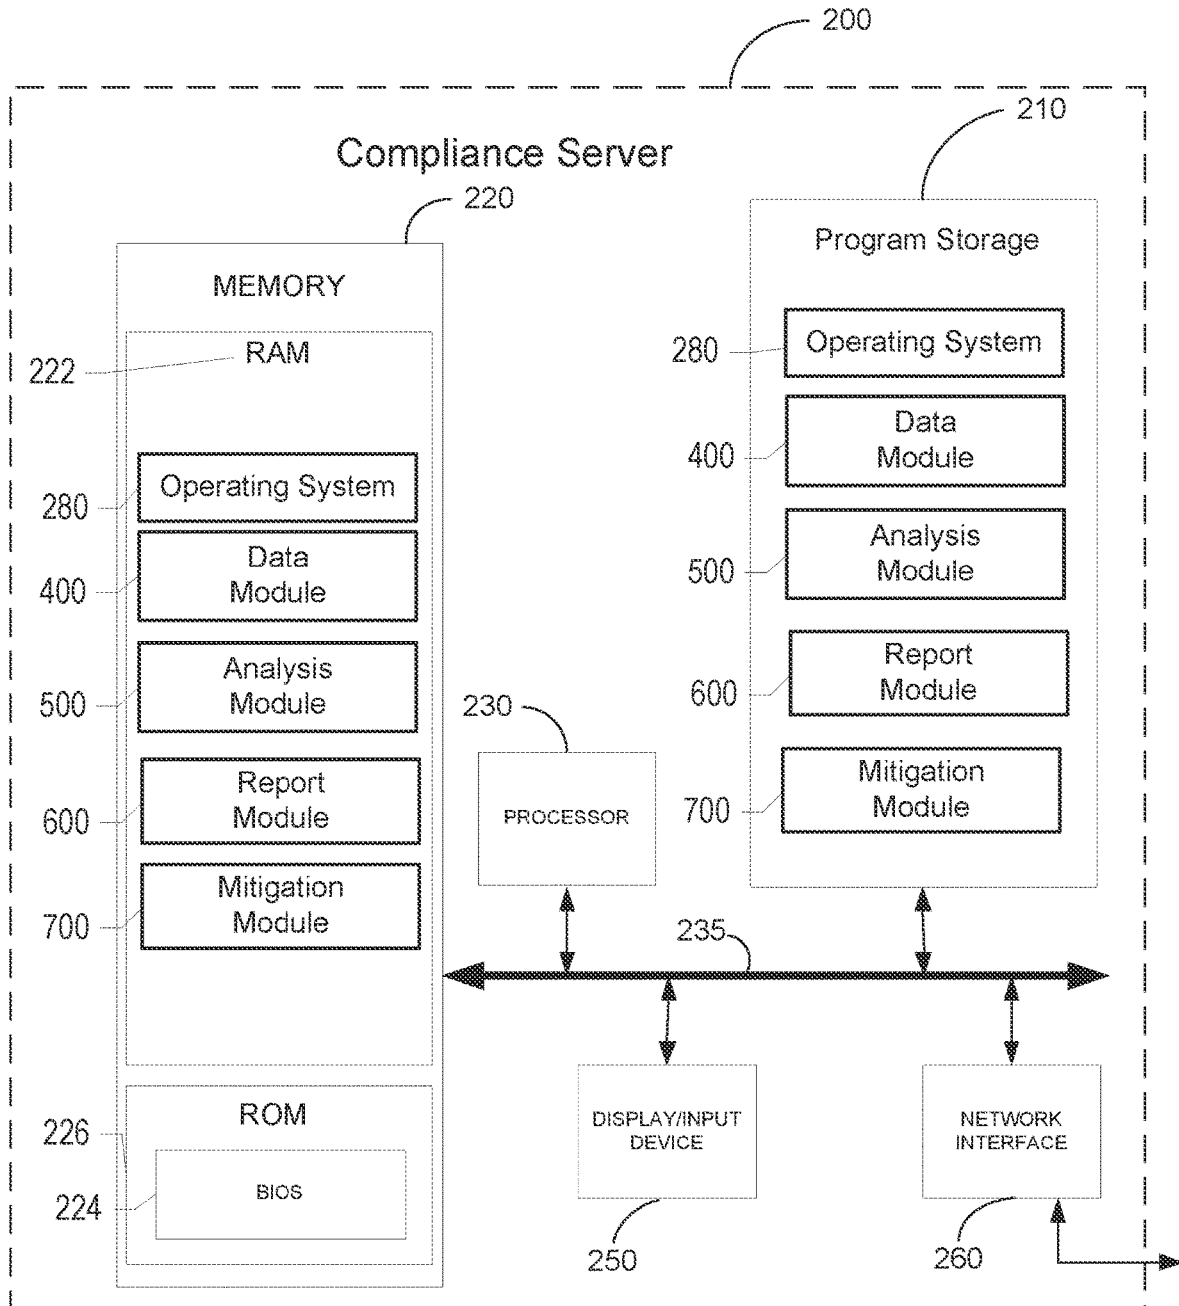 200
210
Compliance Server
220
Program Storage
MEMORY
RAM
222
280
Operating System
Data
Module
400
Operating System
280
Data
Module
400
Analysis
Module
500
Analysis
Module
500
Report
Module
600
230
Report
Module
600
Mitigation
Module
700
PROCESSOR
Mitigation
Module
700
235
ROM
226
BIOS
224
DISPLAY/INPUT
DEVICE
NETWORK
INTERFACE
250
260